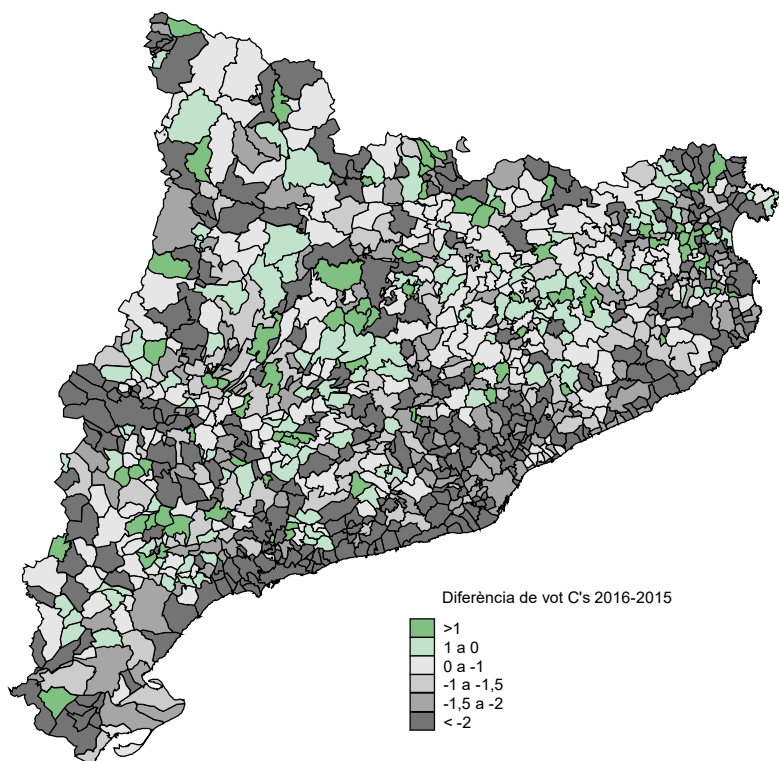 Diferència de vot C's 2016-2015
>1
1 a 0
0 a -1
-1 a -1,5
-1,5 a -2
< -2